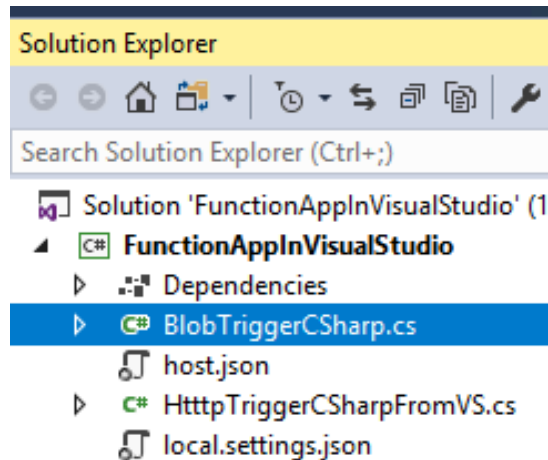 Solution Explorer
Search Solution Explorer (Ctrl+;)
Solution 'FunctionAppInVisualStudio' (1
C# FunctionAppInVisualStudio
Dependencies
C# BlobTriggerCSharp.cs
host.json
C# HtttpTriggerCSharpFromVS.cs
local.settings.json